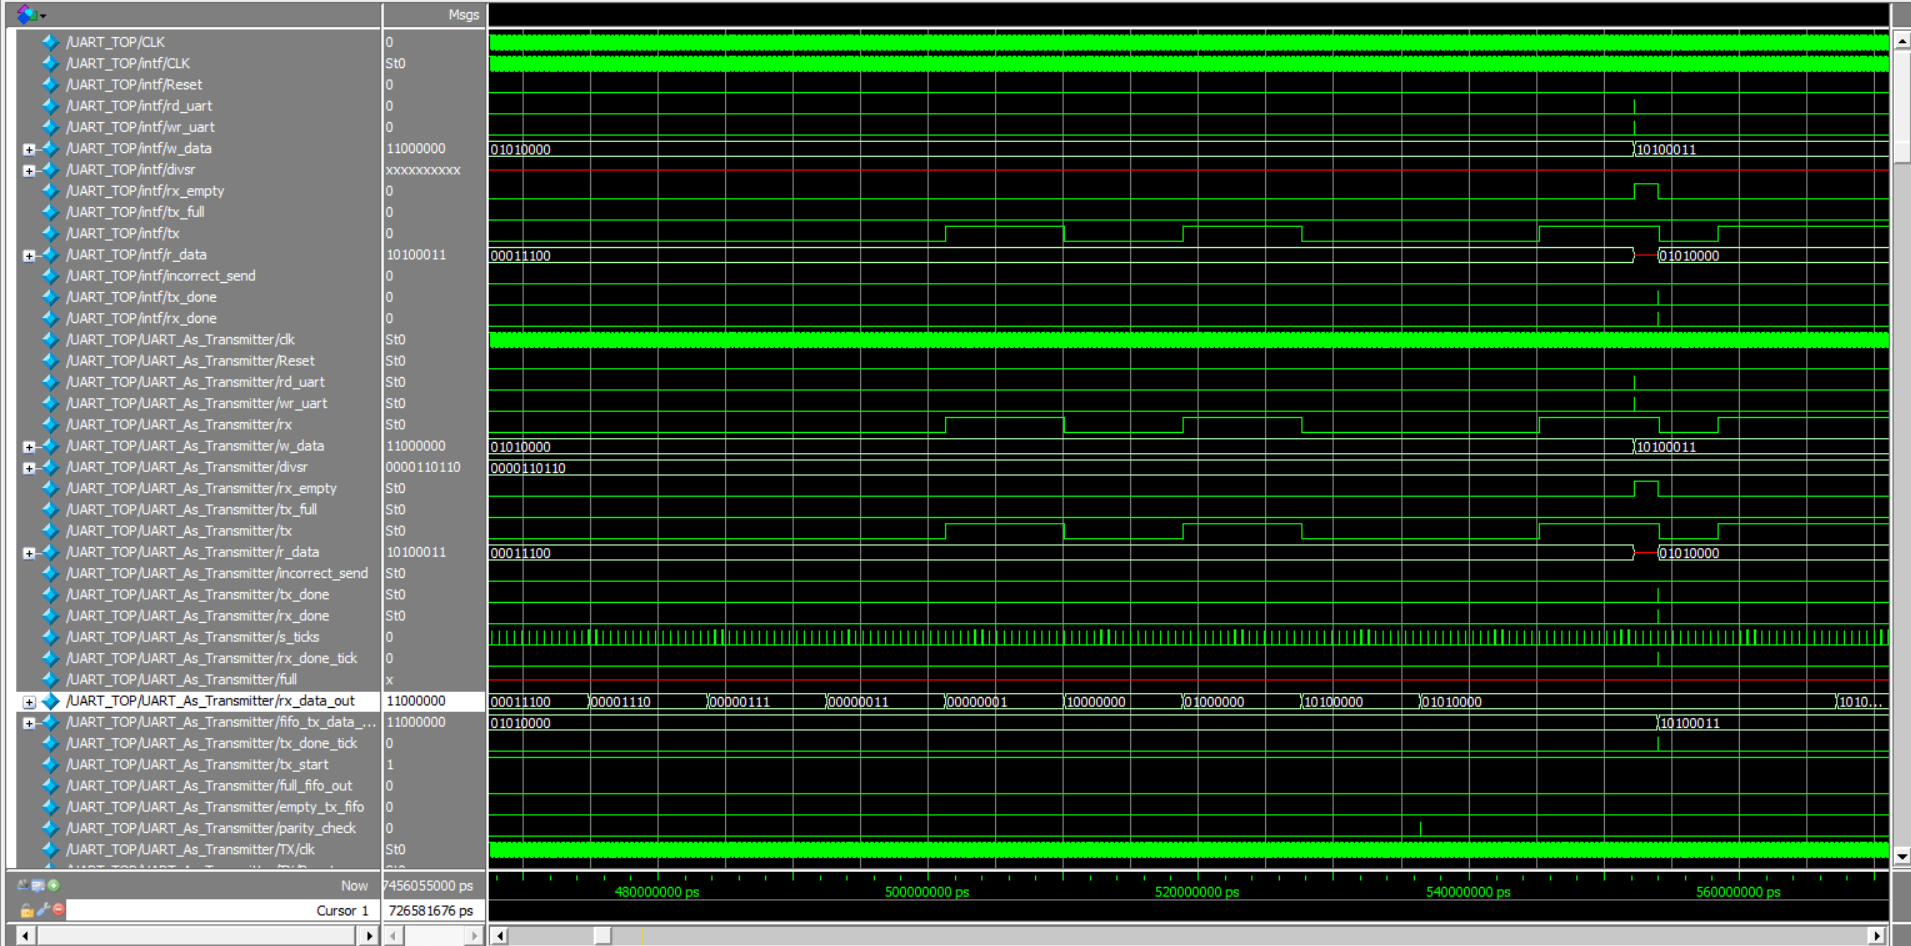 Msgs
/UART_TOP/CLK 0
/UART_TOP/intf/CLK St0
/UART_TOP/intf/Reset 0
/UART_TOP/intf/rd_uart 0
/UART_TOP/intf/wr_uart 0
/UART_TOP/intf/w_data 11000000 01010000 10100011
/UART_TOP/intf/divsr xxxxxxxxxx
/UART_TOP/intf/rx_empty 0
/UART_TOP/intf/tx_full 0
/UART_TOP/intf/tx 0
/UART_TOP/intf/r_data 10100011 00011100 01010000
/UART_TOP/intf/incorrect_send 0
/UART_TOP/intf/tx_done 0
/UART_TOP/intf/rx_done 0
/UART_TOP/UART_As_Transmitter/clk St0
/UART_TOP/UART_As_Transmitter/Reset St0
/UART_TOP/UART_As_Transmitter/rd_uart St0
/UART_TOP/UART_As_Transmitter/wr_uart St0
/UART_TOP/UART_As_Transmitter/rx St0
/UART_TOP/UART_As_Transmitter/w_data 11000000 01010000 10100011
/UART_TOP/UART_As_Transmitter/divsr 0000110110 0000110110
/UART_TOP/UART_As_Transmitter/rx_empty St0
/UART_TOP/UART_As_Transmitter/tx_full St0
/UART_TOP/UART_As_Transmitter/tx St0
/UART_TOP/UART_As_Transmitter/r_data 10100011 00011100 01010000
/UART_TOP/UART_As_Transmitter/incorrect_send St0
/UART_TOP/UART_As_Transmitter/tx_done St0
/UART_TOP/UART_As_Transmitter/rx_done St0
/UART_TOP/UART_As_Transmitter/s_ticks 0
/UART_TOP/UART_As_Transmitter/rx_done_tick 0
/UART_TOP/UART_As_Transmitter/full x
/UART_TOP/UART_As_Transmitter/rx_data_out 11000000 00011100 00001110 00000111 00000011 00000001 10000000 01000000 10100000 01010000 1010...
/UART_TOP/UART_As_Transmitter/fifo_tx_data_... 11000000 01010000 10100011
/UART_TOP/UART_As_Transmitter/tx_done_tick 0
/UART_TOP/UART_As_Transmitter/tx_start 1
/UART_TOP/UART_As_Transmitter/full_fifo_out 0
/UART_TOP/UART_As_Transmitter/empty_tx_fifo 0
/UART_TOP/UART_As_Transmitter/parity_check 0
/UART_TOP/UART_As_Transmitter/TX/clk St0
Now 7456055000 ps 480000000 ps 500000000 ps 520000000 ps 540000000 ps 560000000 ps
Cursor 1 726581676 ps